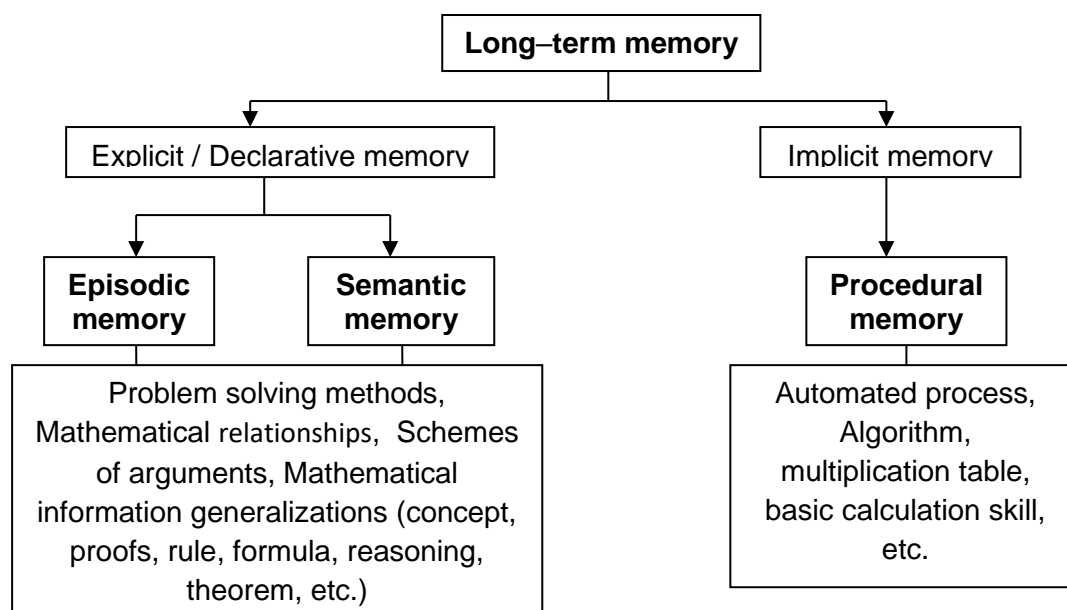 Long–term memory
Explicit / Declarative memory
Implicit memory
Episodic
memory
Semantic
memory
Procedural
memory
Problem solving methods,
Mathematical relationships, Schemes
of arguments, Mathematical
information generalizations (concept,
proofs, rule, formula, reasoning,
theorem, etc.)
Automated process,
Algorithm,
multiplication table,
basic calculation skill,
etc.